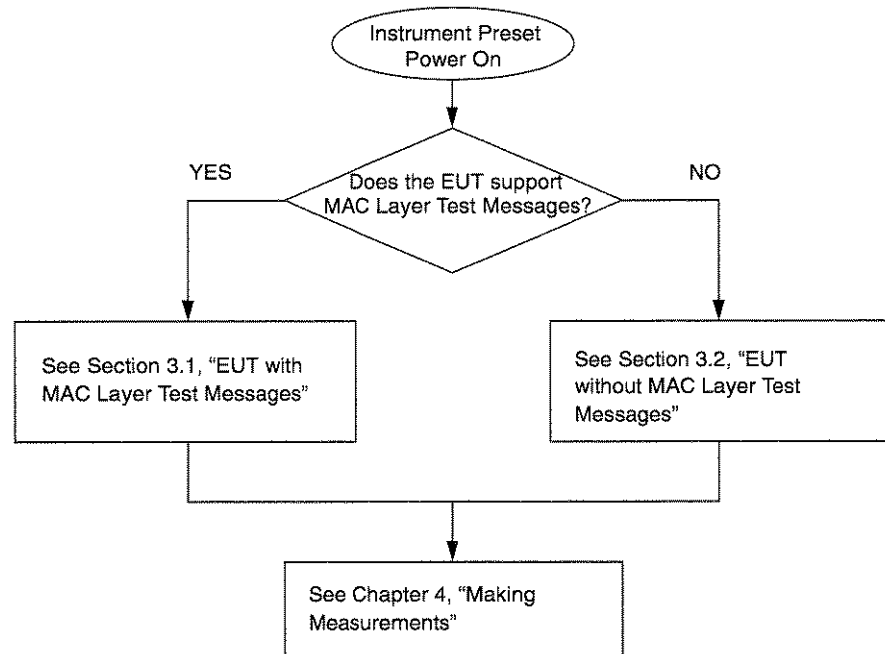 Instrument Preset
Power On
YES
NO
Does the EUT support
MAC Layer Test Messages?
See Section 3.1, “EUT with
MAC Layer Test Messages”
See Section 3.2, “EUT
without MAC Layer Test
Messages”
See Chapter 4, “Making
Measurements”